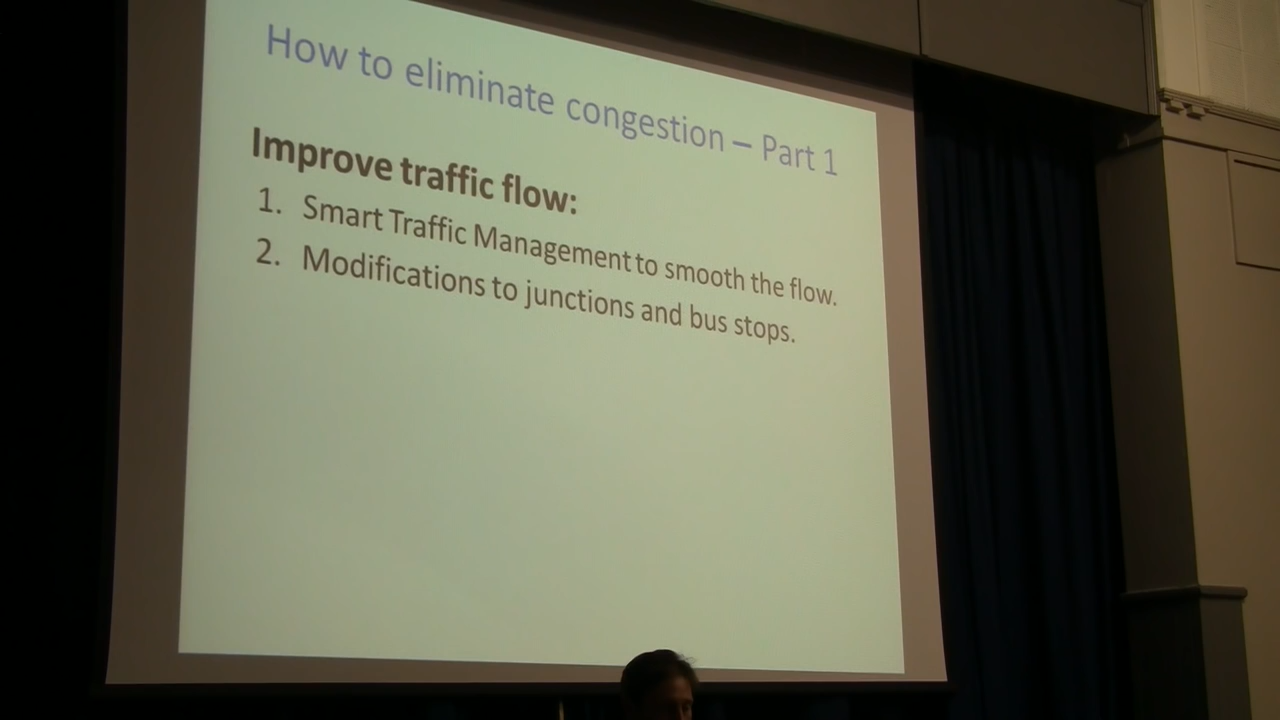 How to eliminate congestion – Part 1
Improve traffic flow:
1. Smart Traffic Management to smooth the flow.
2. Modifications to junctions and bus stops.